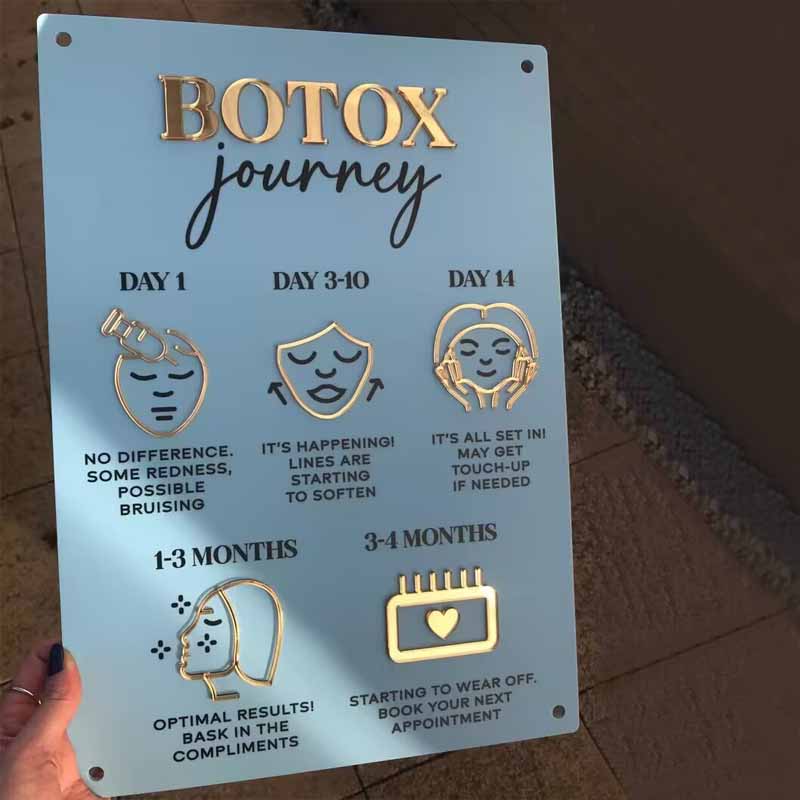 BOTOX
journey
DAY 1
NO DIFFERENCE.
SOME REDNESS,
POSSIBLE
BRUISING
DAY 3-10
IT'S HAPPENING!
LINES ARE
STARTING
TO SOFTEN
DAY 14
IT'S ALL SET IN!
MAY GET
TOUCH-UP
IF NEEDED
1-3 MONTHS
OPTIMAL RESULTS!
BASK IN THE
COMPLIMENTS
3-4 MONTHS
STARTING TO WEAR OFF.
BOOK YOUR NEXT
APPOINTMENT